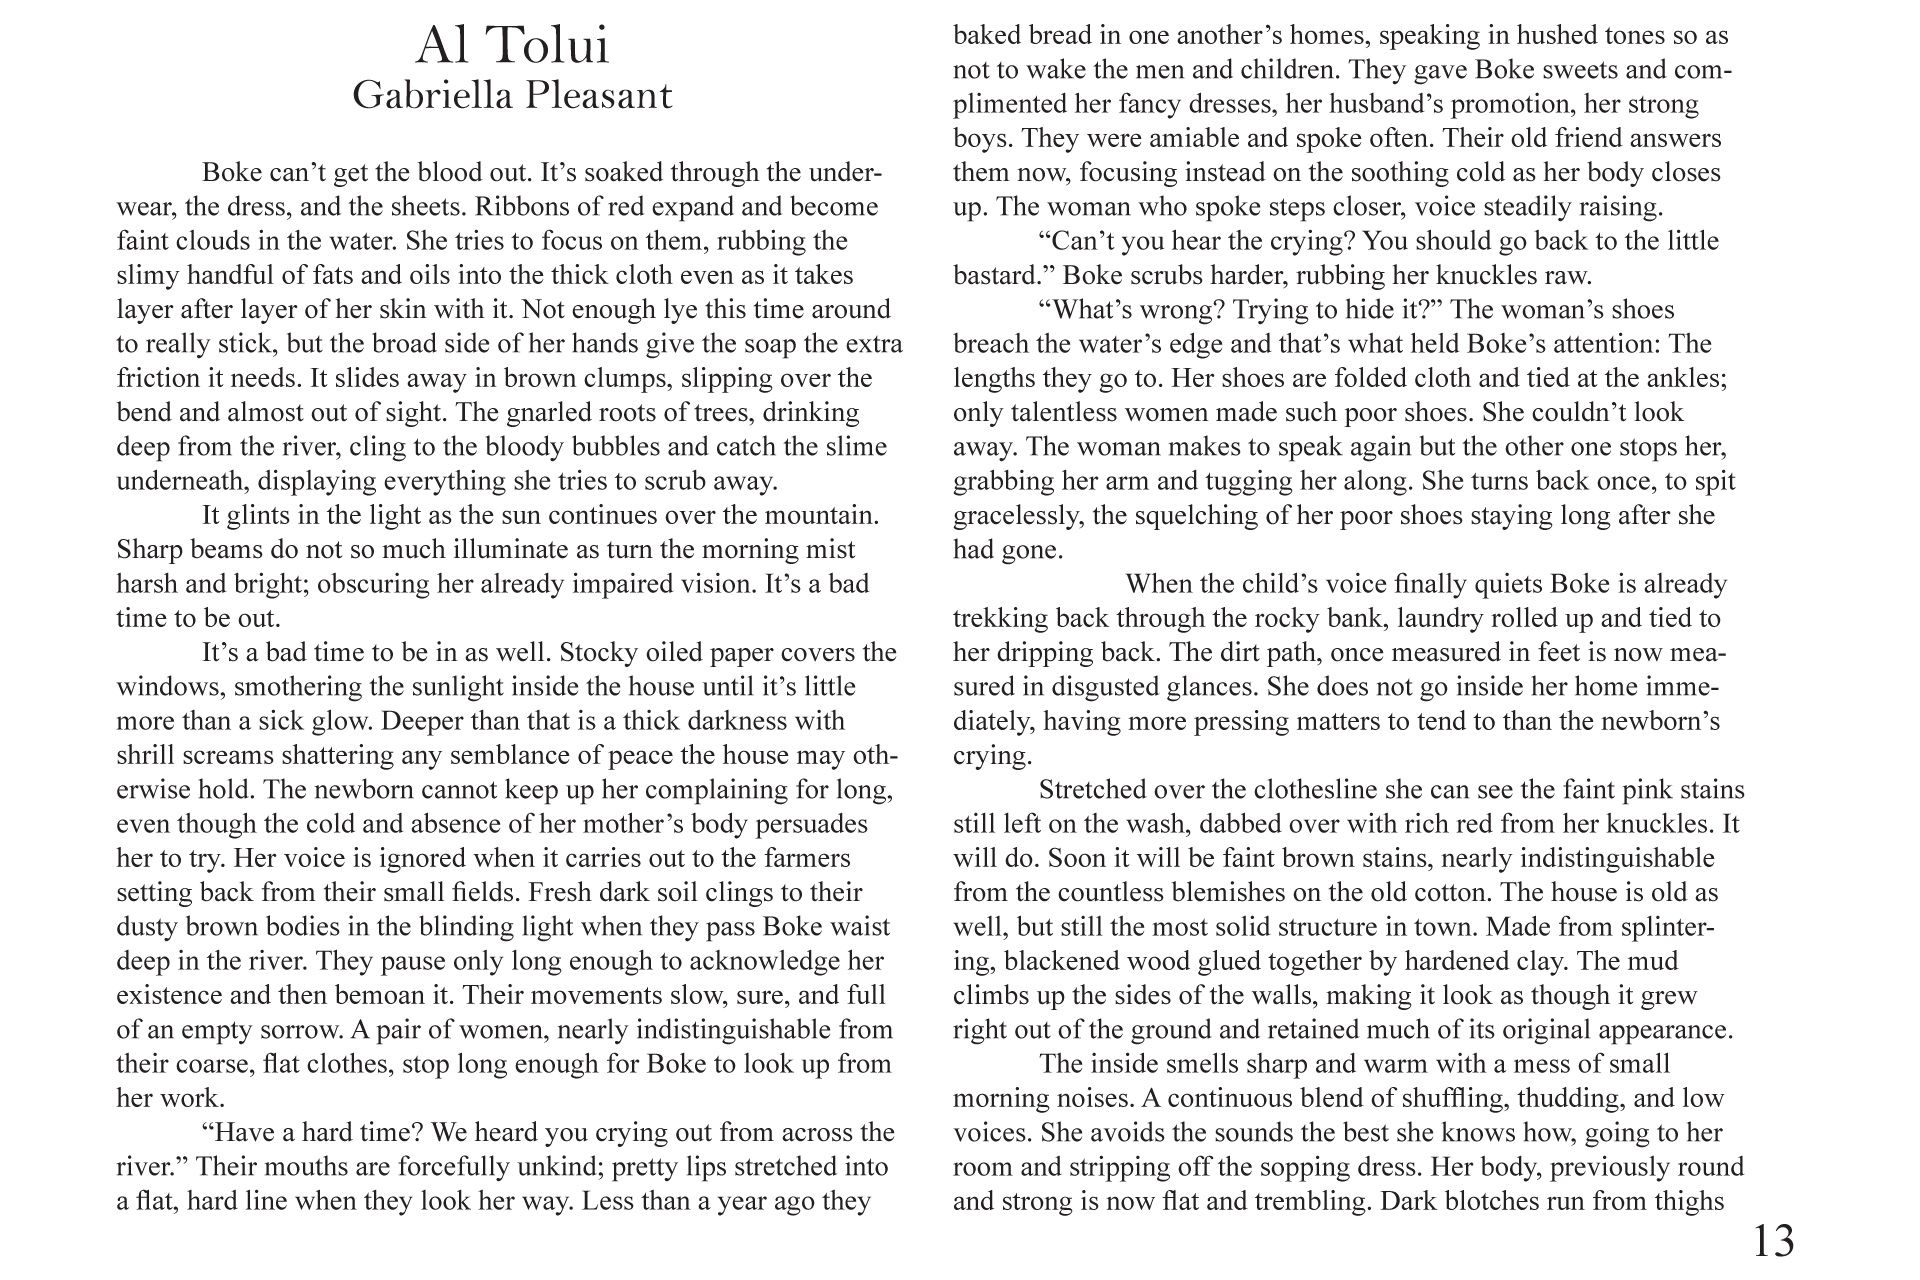 Al Tolui
Gabriella Pleasant
Boke can’t get the blood out. It’s soaked through the under-
wear, the dress, and the sheets. Ribbons of red expand and become
faint clouds in the water. She tries to focus on them, rubbing the
slimy handful of fats and oils into the thick cloth even as it takes
layer after layer of her skin with it. Not enough lye this time around
to really stick, but the broad side of her hands give the soap the extra
friction it needs. It slides away in brown clumps, slipping over the
bend and almost out of sight. The gnarled roots of trees, drinking
deep from the river, cling to the bloody bubbles and catch the slime
underneath, displaying everything she tries to scrub away.
It glints in the light as the sun continues over the mountain.
Sharp beams do not so much illuminate as turn the morning mist
harsh and bright; obscuring her already impaired vision. It’s a bad
time to be out.
It’s a bad time to be in as well. Stocky oiled paper covers the
windows, smothering the sunlight inside the house until it’s little
more than a sick glow. Deeper than that is a thick darkness with
shrill screams shattering any semblance of peace the house may oth-
erwise hold. The newborn cannot keep up her complaining for long,
even though the cold and absence of her mother’s body persuades
her to try. Her voice is ignored when it carries out to the farmers
setting back from their small fields. Fresh dark soil clings to their
dusty brown bodies in the blinding light when they pass Boke waist
deep in the river. They pause only long enough to acknowledge her
existence and then bemoan it. Their movements slow, sure, and full
of an empty sorrow. A pair of women, nearly indistinguishable from
their coarse, flat clothes, stop long enough for Boke to look up from
her work.
“Have a hard time? We heard you crying out from across the
river.” Their mouths are forcefully unkind; pretty lips stretched into
a flat, hard line when they look her way. Less than a year ago they
baked bread in one another’s homes, speaking in hushed tones so as
not to wake the men and children. They gave Boke sweets and com-
plimented her fancy dresses, her husband’s promotion, her strong
boys. They were amiable and spoke often. Their old friend answers
them now, focusing instead on the soothing cold as her body closes
up. The woman who spoke steps closer, voice steadily raising.
“Can’t you hear the crying? You should go back to the little
bastard.” Boke scrubs harder, rubbing her knuckles raw.
“What’s wrong? Trying to hide it?” The woman’s shoes
breach the water’s edge and that’s what held Boke’s attention: The
lengths they go to. Her shoes are folded cloth and tied at the ankles;
only talentless women made such poor shoes. She couldn’t look
away. The woman makes to speak again but the other one stops her,
grabbing her arm and tugging her along. She turns back once, to spit
gracelessly, the squelching of her poor shoes staying long after she
had gone.
When the child’s voice finally quiets Boke is already
trekking back through the rocky bank, laundry rolled up and tied to
her dripping back. The dirt path, once measured in feet is now mea-
sured in disgusted glances. She does not go inside her home imme-
diately, having more pressing matters to tend to than the newborn’s
crying.
Stretched over the clothesline she can see the faint pink stains
still left on the wash, dabbed over with rich red from her knuckles. It
will do. Soon it will be faint brown stains, nearly indistinguishable
from the countless blemishes on the old cotton. The house is old as
well, but still the most solid structure in town. Made from splinter-
ing, blackened wood glued together by hardened clay. The mud
climbs up the sides of the walls, making it look as though it grew
right out of the ground and retained much of its original appearance.
The inside smells sharp and warm with a mess of small
morning noises. A continuous blend of shuffling, thudding, and low
voices. She avoids the sounds the best she knows how, going to her
room and stripping off the sopping dress. Her body, previously round
and strong is now flat and trembling. Dark blotches run from thighs
13